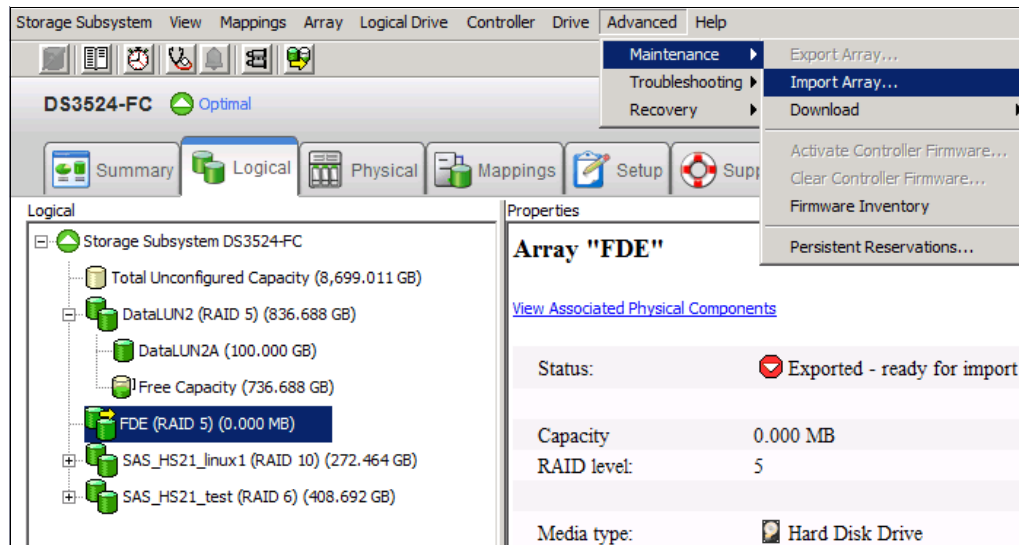 Storage Subsystem View Mappings Array Logical Drive Controller Drive Advanced Help
Maintenance
Troubleshooting
Recovery
Export Array...
Import Array...
Download
Activate Controller Firmware...
Clear Controller Firmware...
Firmware Inventory
Persistent Reservations...
DS3524-FC Optimal
Summary Logical Physical Mappings Setup Supp
Logical
Storage Subsystem DS3524-FC
Total Unconfigured Capacity (8,699.011 GB)
DataLUN2 (RAID 5) (836.688 GB)
DataLUN2A (100.000 GB)
Free Capacity (736.688 GB)
FDE (RAID 5) (0.000 MB)
SAS_HS21_linux1 (RAID 10) (272.464 GB)
SAS_HS21_test (RAID 6) (408.692 GB)
Properties
Array "FDE"
View Associated Physical Components
Status: Exported - ready for import
Capacity 0.000 MB
RAID level: 5
Media type: Hard Disk Drive